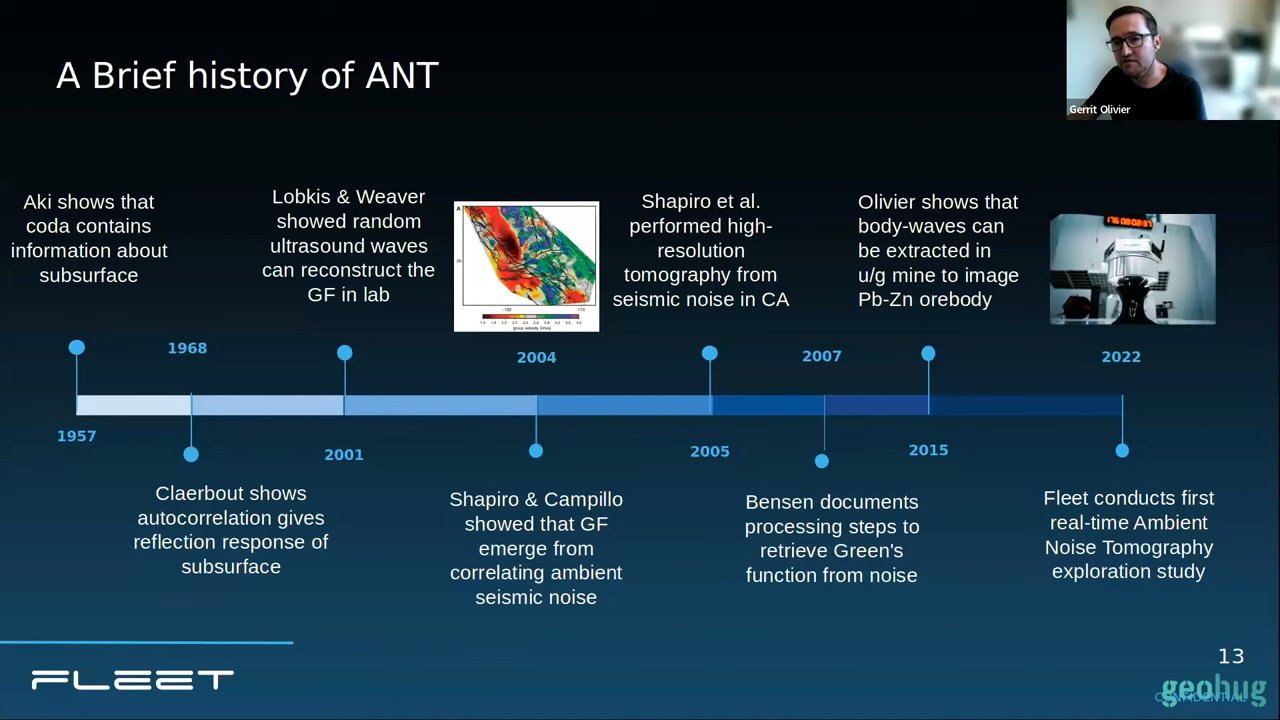 A Brief history of ANT
Gerrit Olivier
Aki shows that
coda contains
information about
subsurface
1957
1968
Claerbout shows
autocorrelation gives
reflection response of
subsurface
Lobkis & Weaver
showed random
ultrasound waves
can reconstruct the
GF in lab
2001
A
group velocity (km/s)
2004
Shapiro & Campillo
showed that GF
emerge from
correlating ambient
seismic noise
Shapiro et al.
performed high-
resolution
tomography from
seismic noise in CA
2005
2007
Bensen documents
processing steps to
retrieve Green's
function from noise
Olivier shows that
body-waves can
be extracted in
u/g mine to image
Pb-Zn orebody
2015
2022
Fleet conducts first
real-time Ambient
Noise Tomography
exploration study
FLEET
13
geohug
CONFIDENTIAL